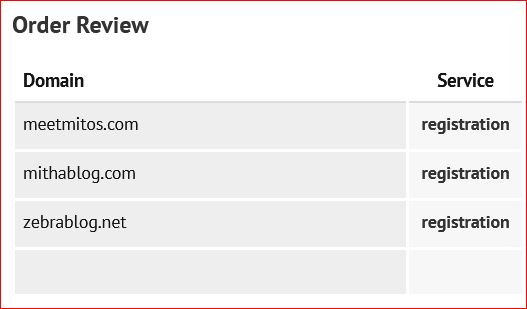 Order Review
Domain Service
meetmitos.com registration
mithablog.com registration
zebrablog.net registration